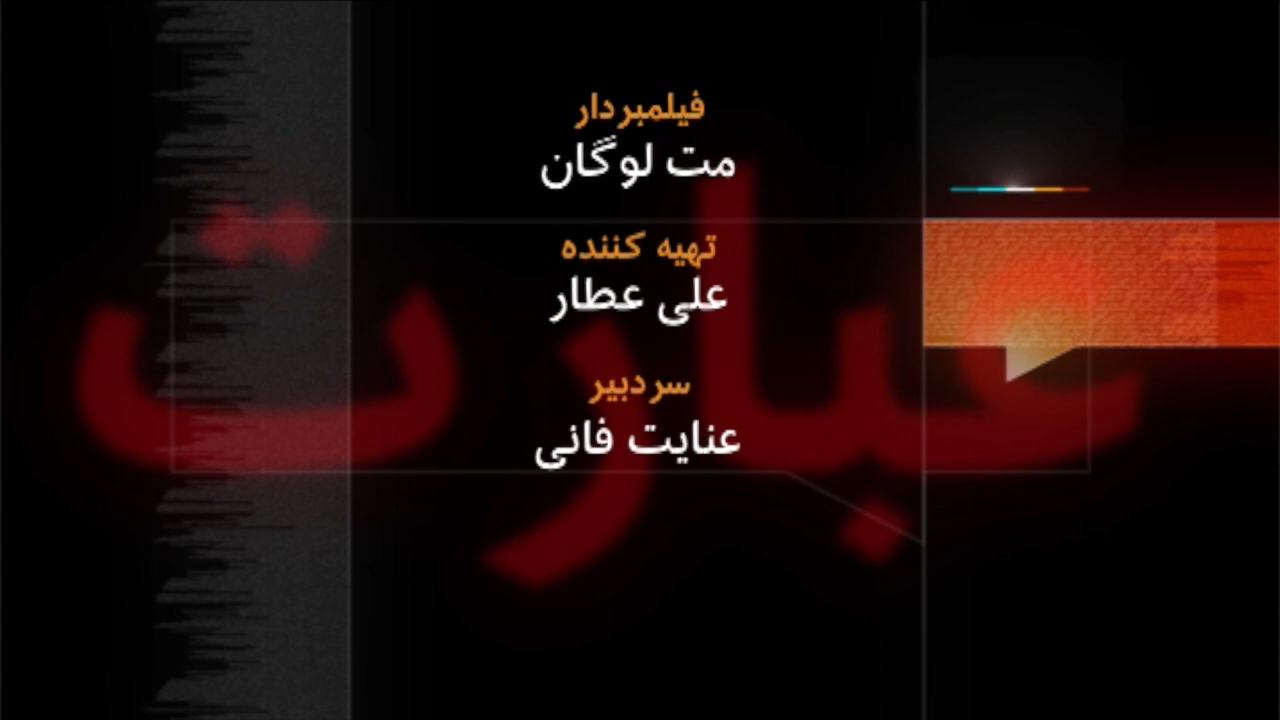 فیلمبردار
مت لوگان
تهیه کننده
علی عطار
سردبیر
عنایت فانی
عبارت